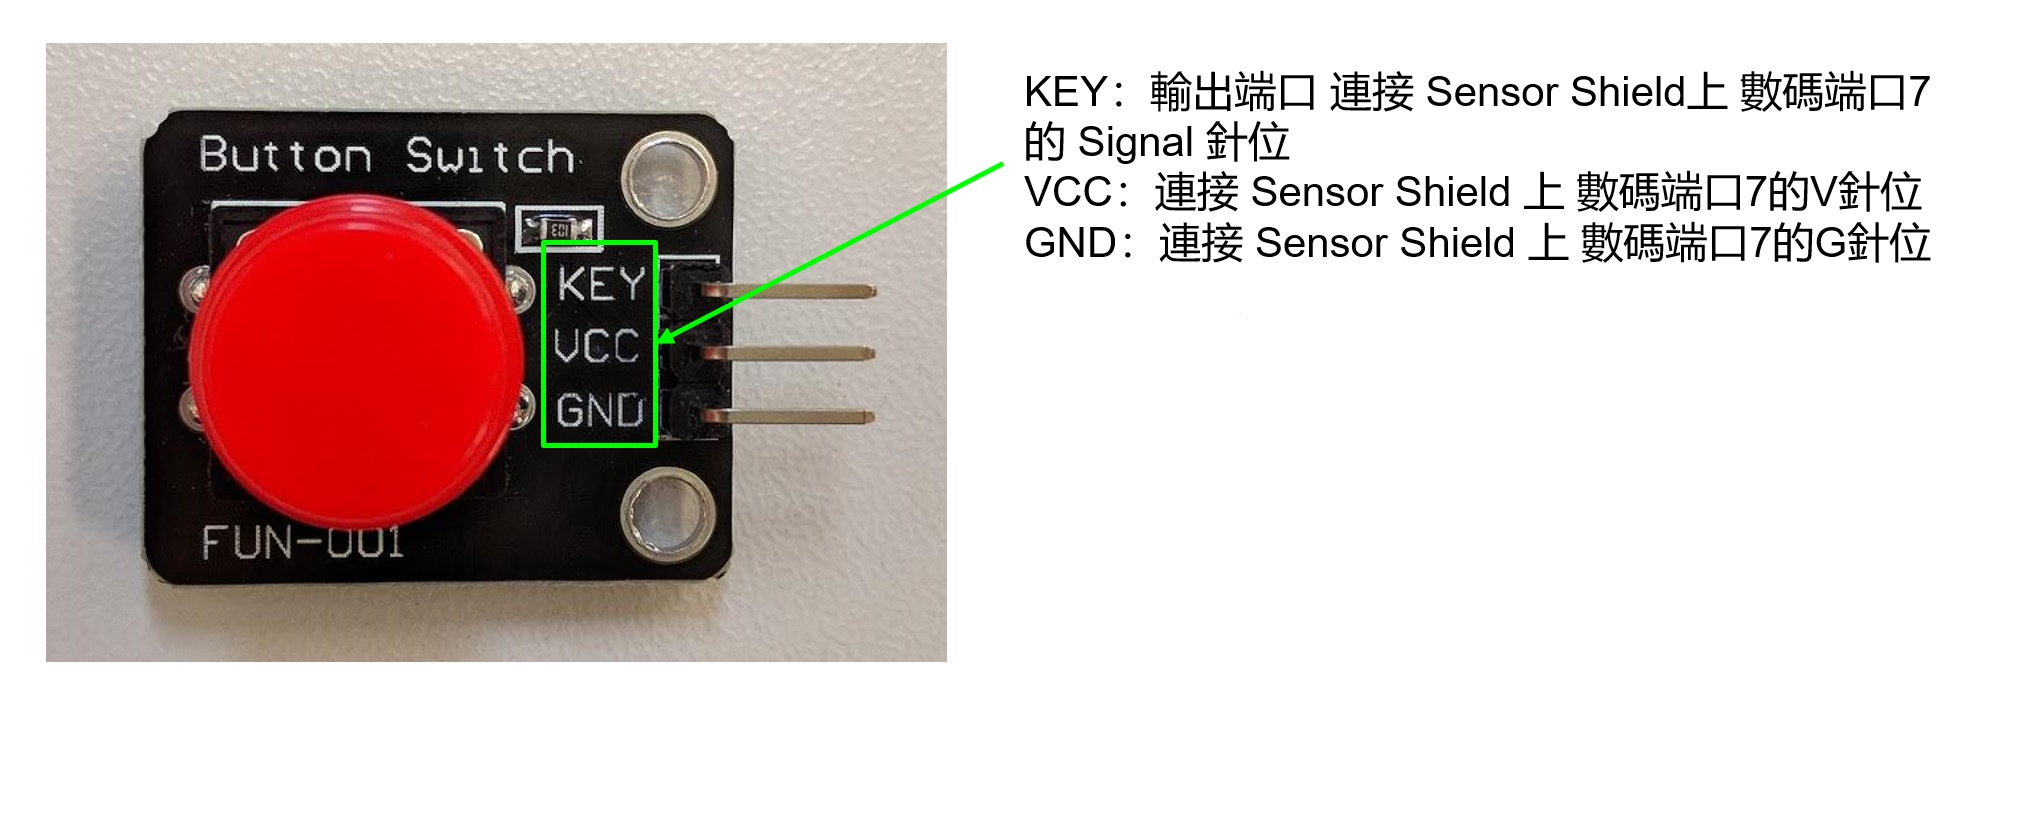 KEY：輸出端口 連接 Sensor Shield上 數碼端口7
的 Signal 針位
VCC：連接 Sensor Shield 上 數碼端口7的V針位
GND：連接 Sensor Shield 上 數碼端口7的G針位
Button Switch
103
KEY
VCC
GND
FUN-001